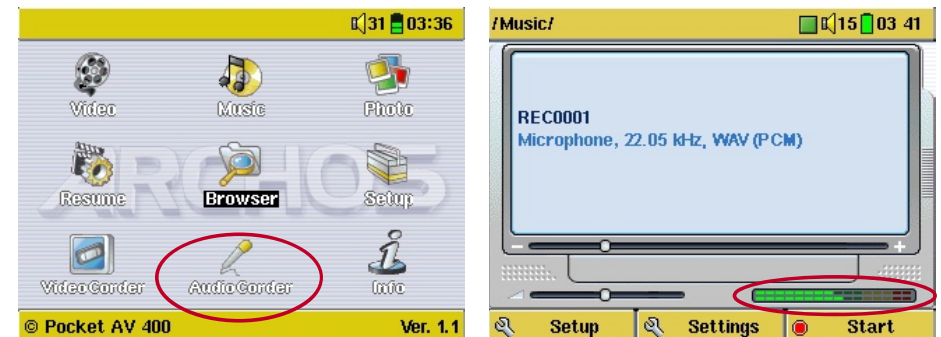 31 03:36
Video Music Photo
ARCHOS
Resume Browser Setup
VideoCorder AudioCorder Info
© Pocket AV 400 Ver. 1.1
/Music/ 15 03 41
REC0001
Microphone, 22.05 kHz, WAV (PCM)
- +
Setup Settings Start